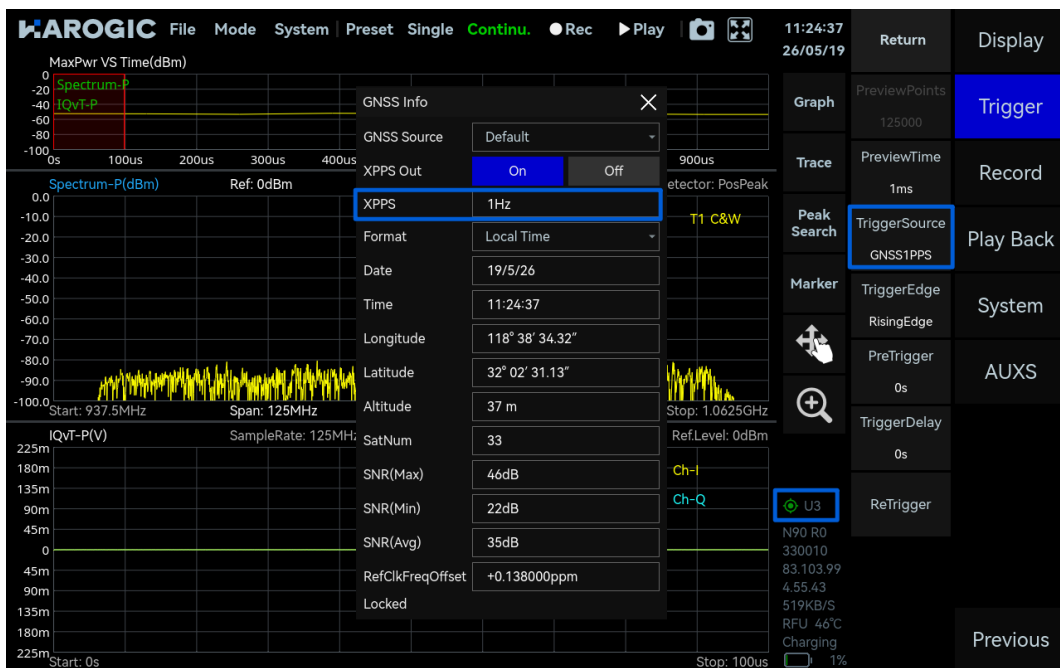 HAROGIC File Mode System Preset Single Continu. Rec Play 11:24:37
26/05/19
Return
Display
MaxPwr VS Time(dBm)
0
-20
-40
-60
-80
-100
Spectrum-P
IQvT-P
0s 100us 200us 300us 400us 900us
Spectrum-P(dBm) Ref: 0dBm etector: PosPeak
T1 C&W
0.0
-10.0
-20.0
-30.0
-40.0
-50.0
-60.0
-70.0
-80.0
-90.0
-100.0
Start: 937.5MHz Span: 125MHz Stop: 1.0625GHz
IQvT-P(V) SampleRate: 125MHz Ref.Level: 0dBm
Ch-I
Ch-Q
225m
180m
135m
90m
45m
0
45m
90m
135m
180m
225m
Start: 0s Stop: 100us
GNSS Info
GNSS Source Default
XPPS Out On Off
XPPS 1Hz
Format Local Time
Date 19/5/26
Time 11:24:37
Longitude 118° 38′ 34.32″
Latitude 32° 02′ 31.13″
Altitude 37 m
SatNum 33
SNR(Max) 46dB
SNR(Min) 22dB
SNR(Avg) 35dB
RefClkFreqOffset +0.138000ppm
Locked
Graph
Trace
Peak
Search
Marker
U3
N90 R0
330010
83.103.99
4.55.43
519KB/S
RFU 46℃
Charging
1%
PreviewPoints
125000
PreviewTime
1ms
TriggerSource
GNSS1PPS
TriggerEdge
RisingEdge
PreTrigger
0s
TriggerDelay
0s
ReTrigger
Trigger
Record
Play Back
System
AUXS
Previous